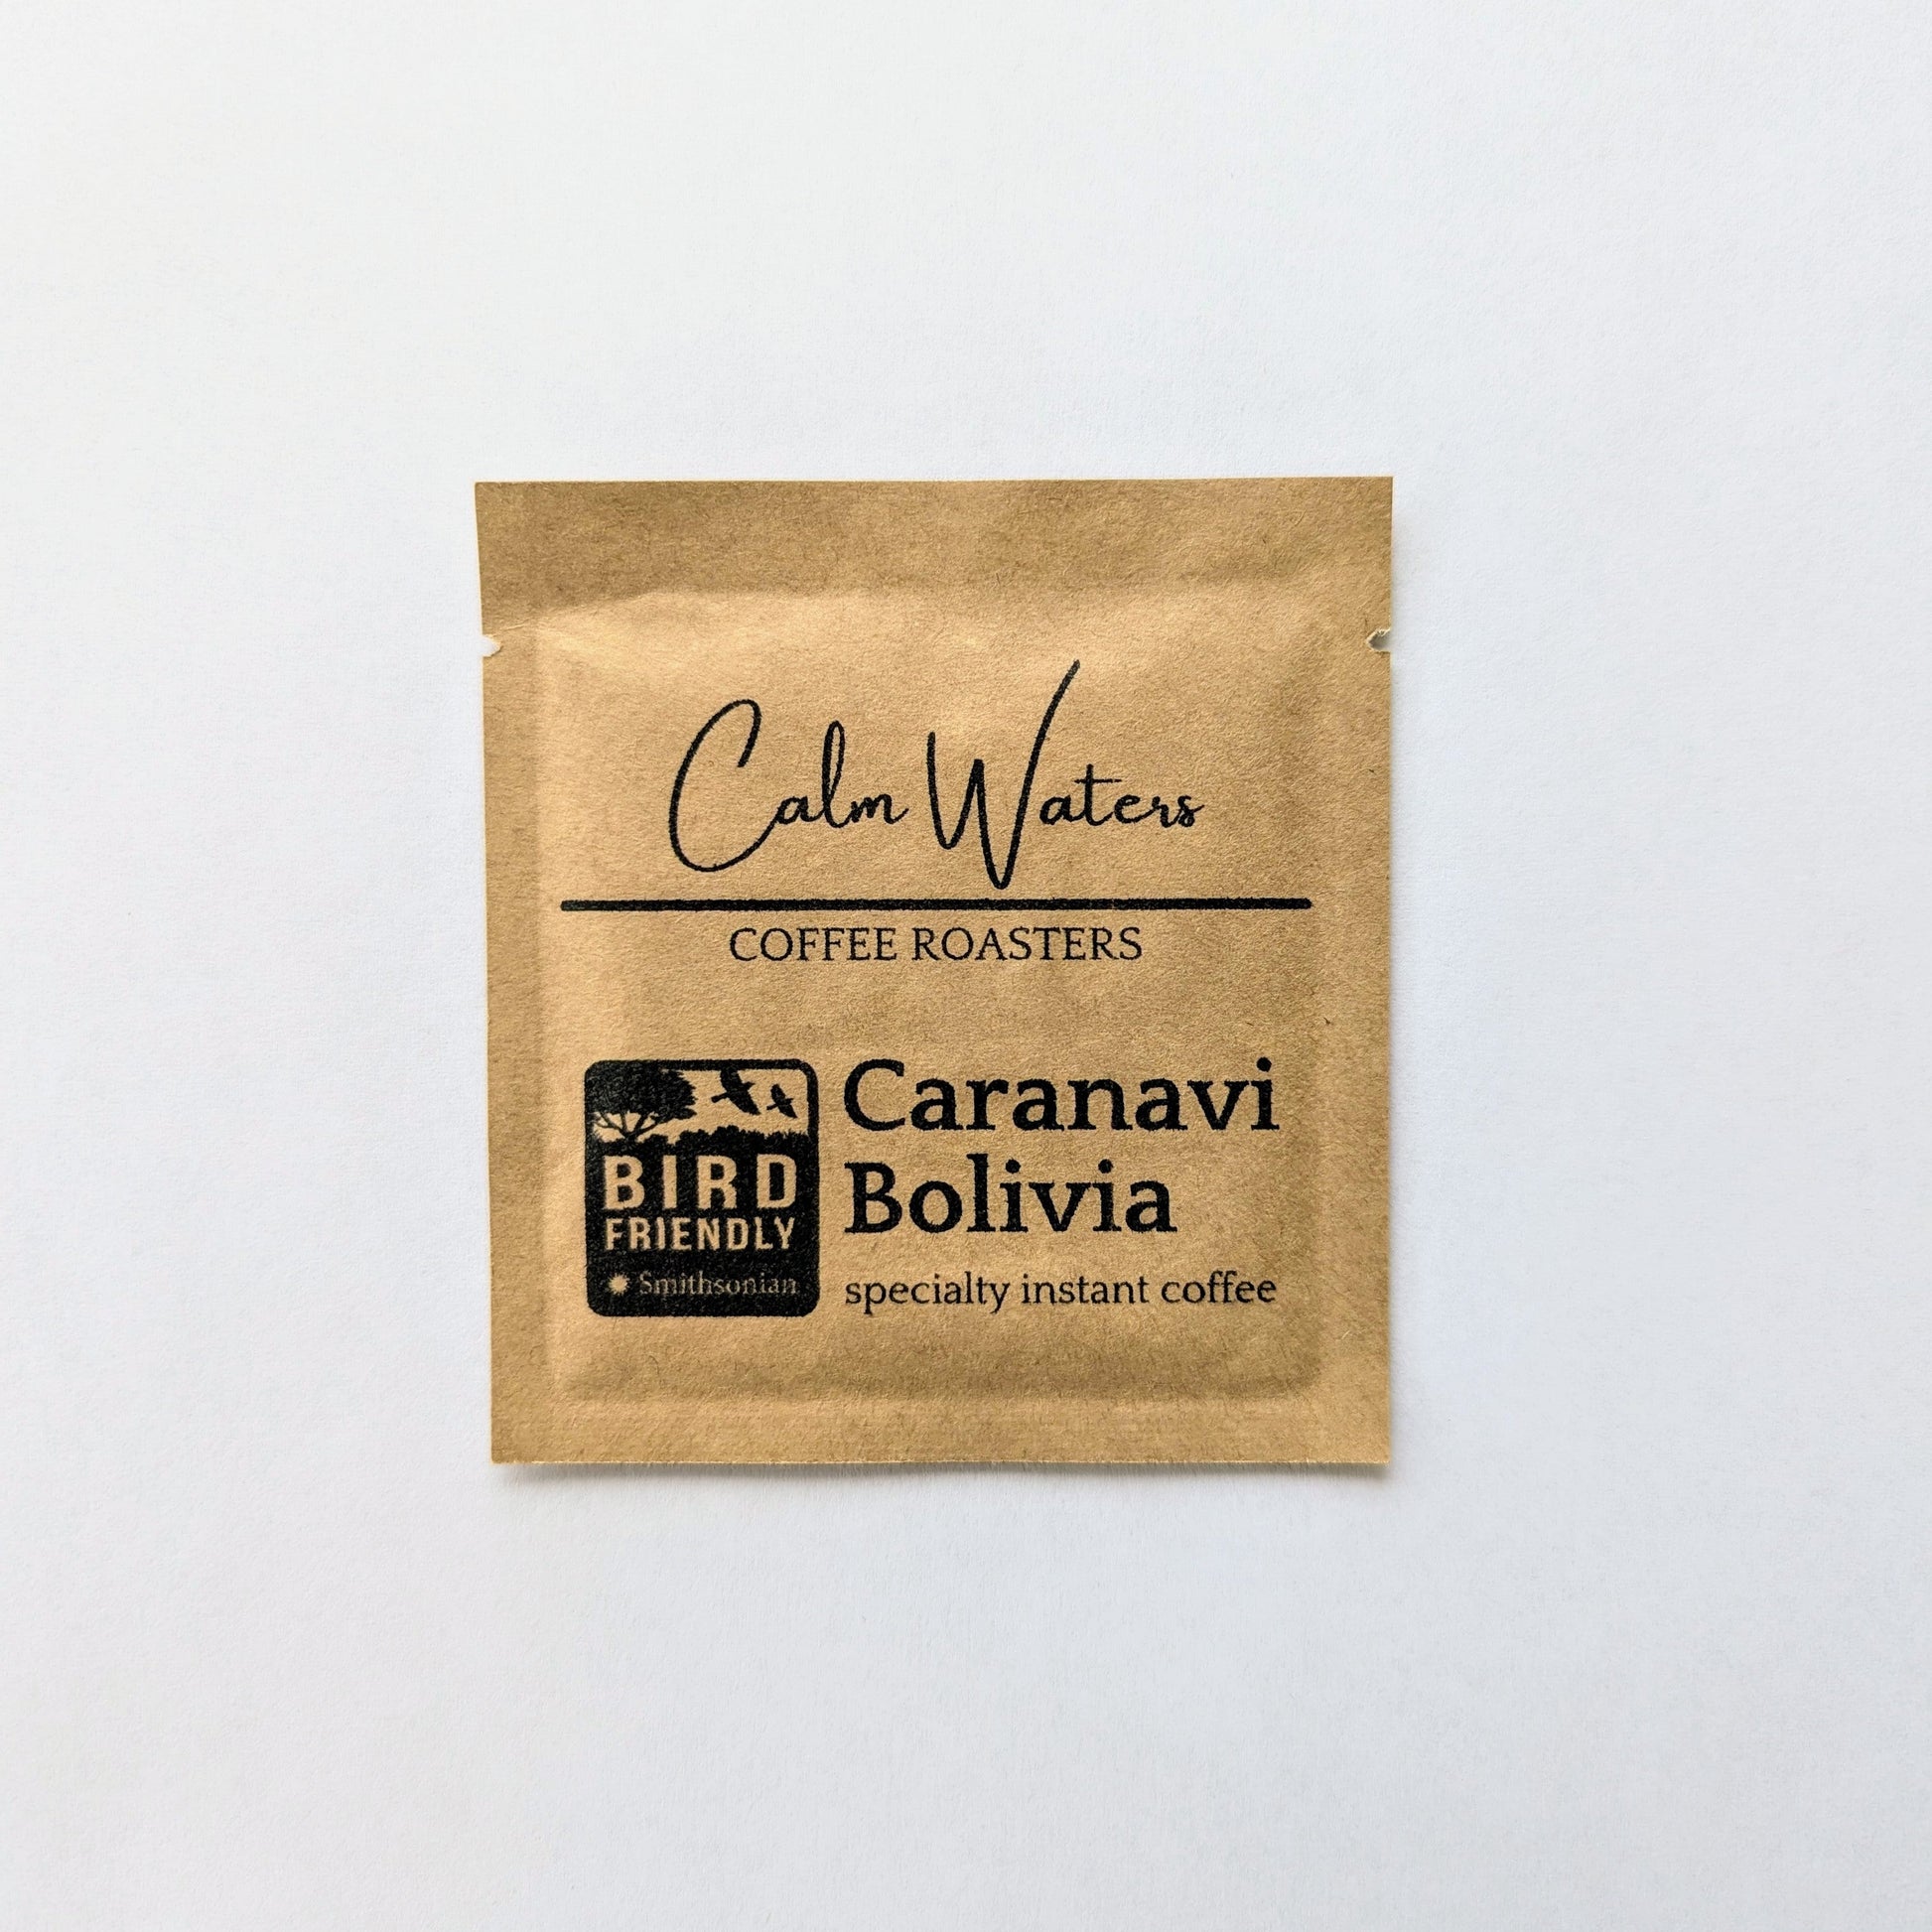 Calm Waters
COFFEE ROASTERS
BIRD
FRIENDLY
Smithsonian
Caranavi
Bolivia
specialty instant coffee